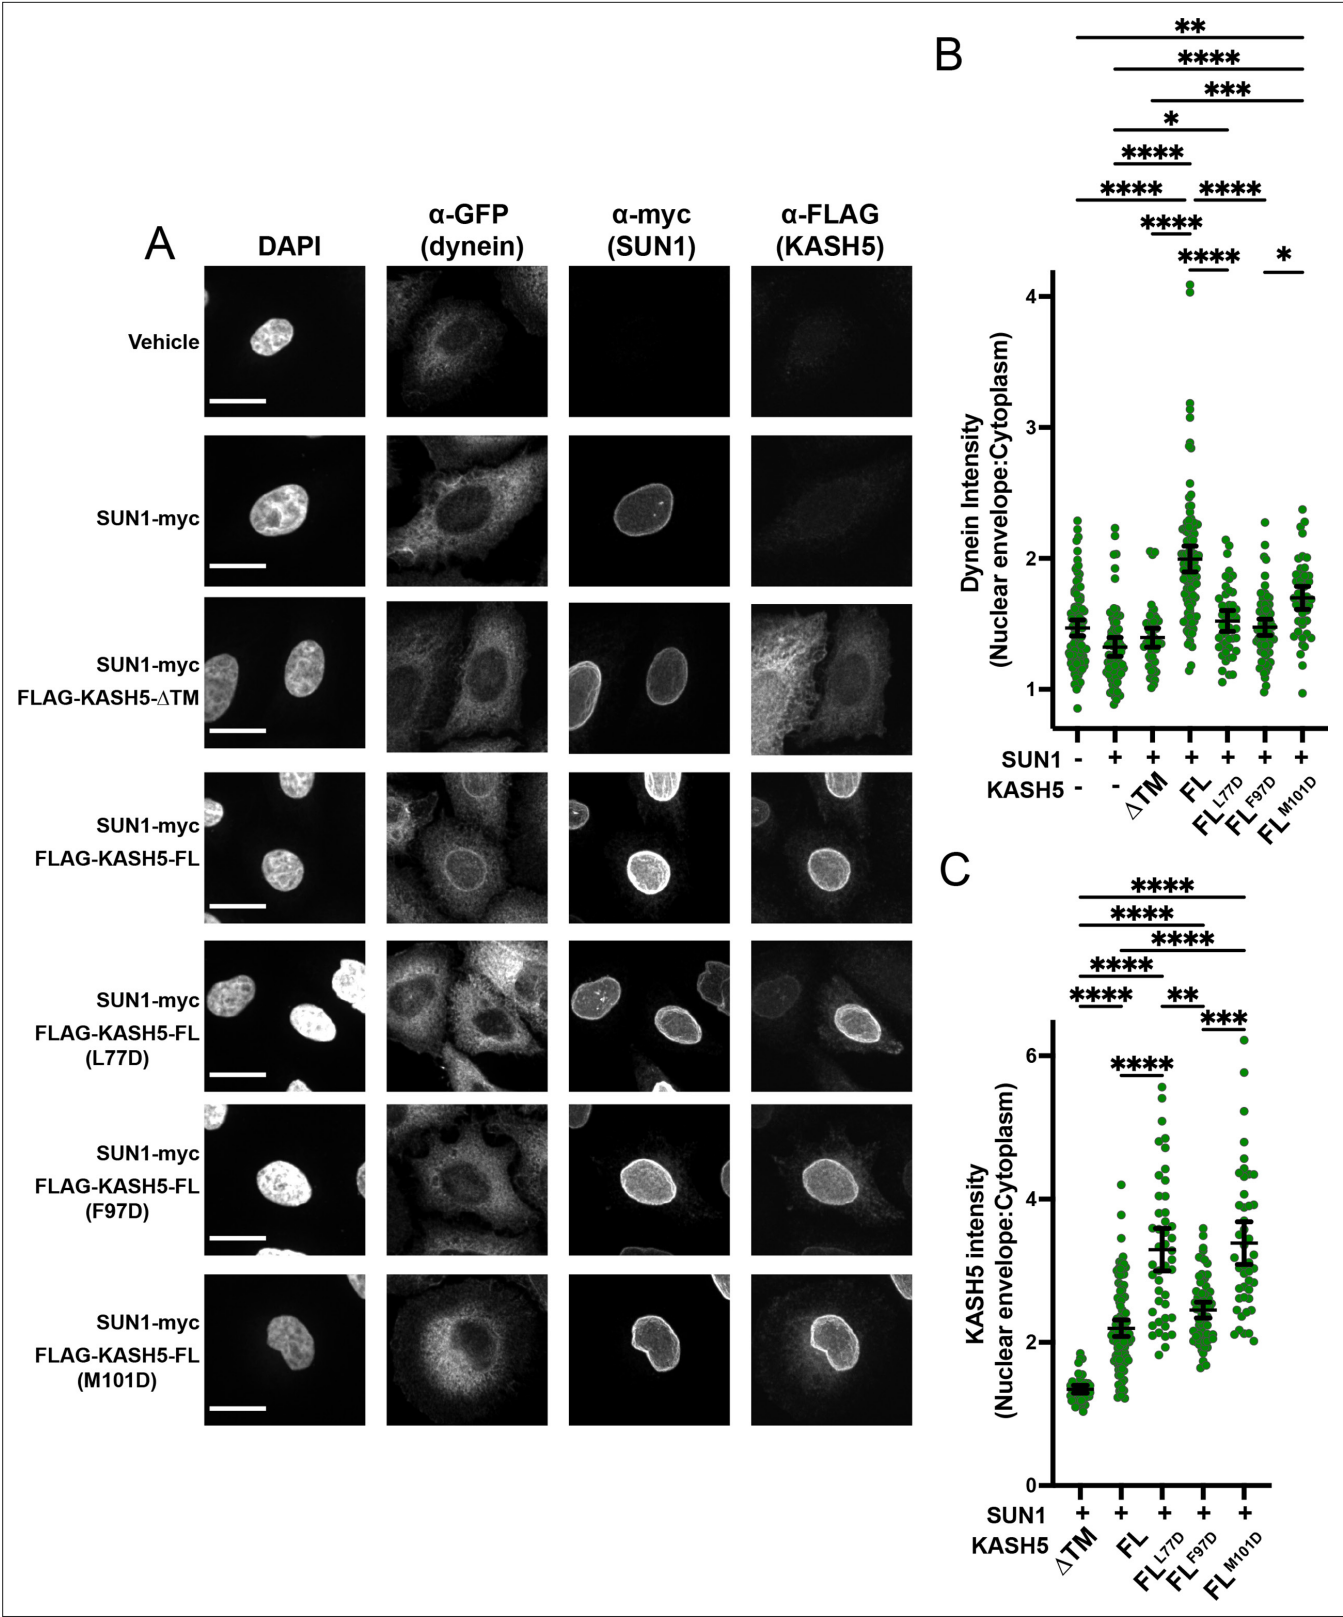 A
DAPI
α-GFP
(dynein)
α-myc
(SUN1)
α-FLAG
(KASH5)
Vehicle
SUN1-myc
SUN1-myc
FLAG-KASH5-ΔTM
SUN1-myc
FLAG-KASH5-FL
SUN1-myc
FLAG-KASH5-FL
(L77D)
SUN1-myc
FLAG-KASH5-FL
(F97D)
SUN1-myc
FLAG-KASH5-FL
(M101D)
B
**
****
***
*
****
**** ****
****
**** *
Dynein Intensity
(Nuclear envelope:Cytoplasm)
4
3
2
1
SUN1 - + + + + + +
KASH5 - - ΔTM FL FL L77D FL F97D FL M101D
C
****
****
****
****
**** **
***
****
KASH5 intensity
(Nuclear envelope:Cytoplasm)
6
4
2
0
SUN1 + + + + +
KASH5 ΔTM FL FL L77D FL F97D FL M101D